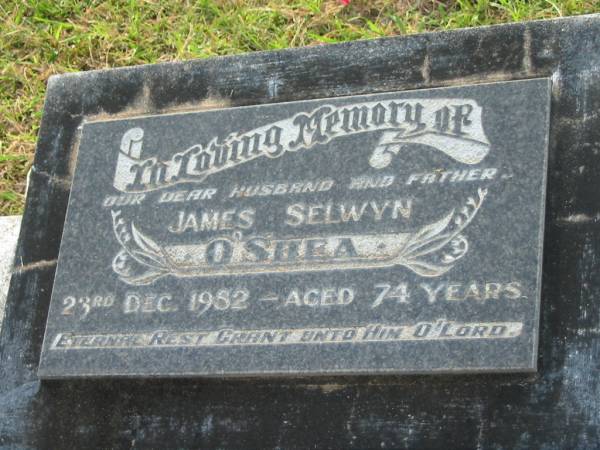 In Loving Memory of
OUR DEAR HUSBAND AND FATHER
JAMES SELWYN
O'SHEA
23RD DEC. 1982 – AGED 74 YEARS
ETERNAL REST GRANT UNTO HIM O'LORD.